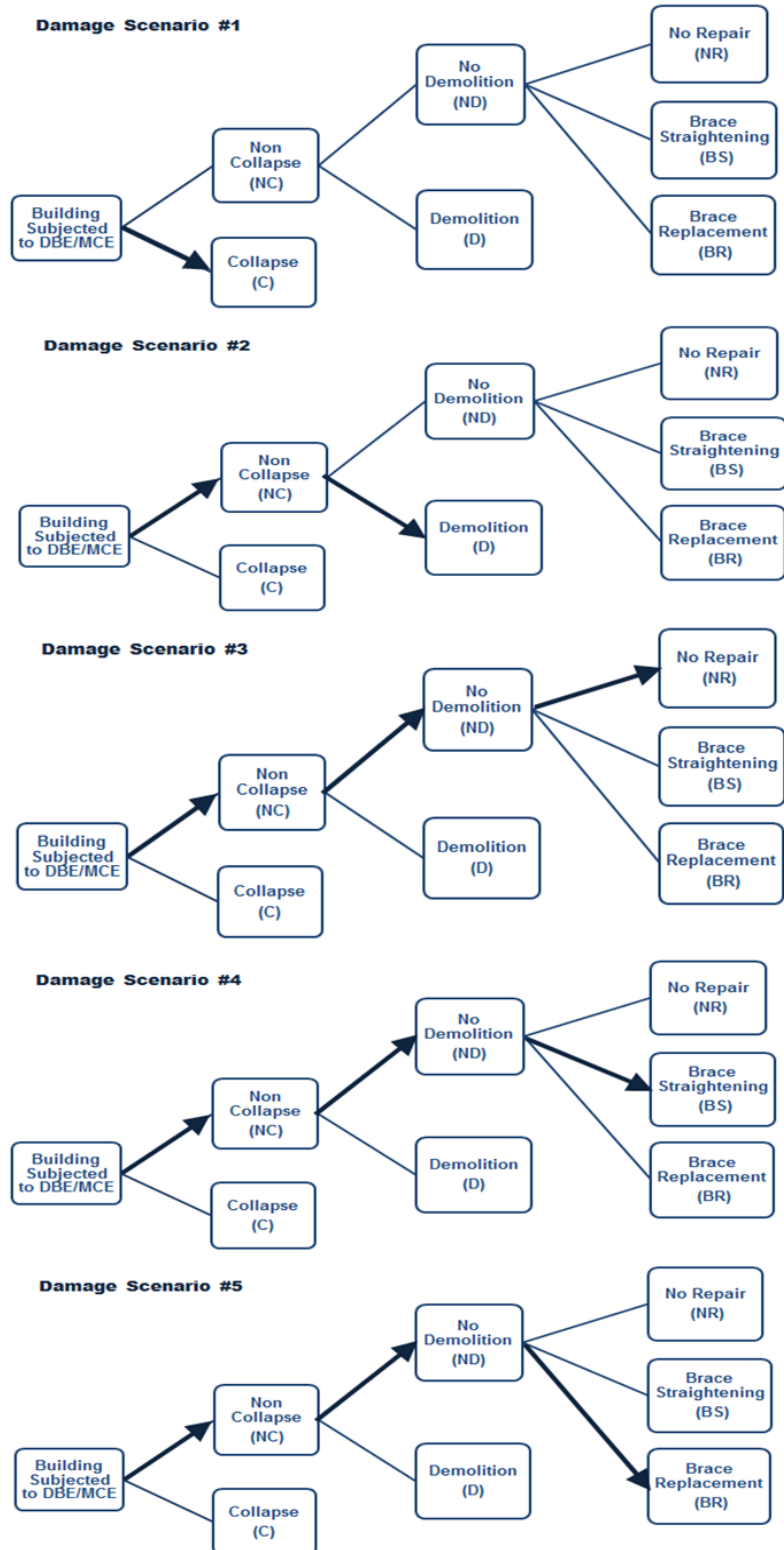 Damage Scenario #1
Building
Subjected
to DBE/MCE
Non
Collapse
(NC)
Collapse
(C)
No
Demolition
(ND)
Demolition
(D)
No Repair
(NR)
Brace
Straightening
(BS)
Brace
Replacement
(BR)
Damage Scenario #2
Building
Subjected
to DBE/MCE
Non
Collapse
(NC)
Collapse
(C)
No
Demolition
(ND)
Demolition
(D)
No Repair
(NR)
Brace
Straightening
(BS)
Brace
Replacement
(BR)
Damage Scenario #3
Building
Subjected
to DBE/MCE
Non
Collapse
(NC)
Collapse
(C)
No
Demolition
(ND)
Demolition
(D)
No Repair
(NR)
Brace
Straightening
(BS)
Brace
Replacement
(BR)
Damage Scenario #4
Building
Subjected
to DBE/MCE
Non
Collapse
(NC)
Collapse
(C)
No
Demolition
(ND)
Demolition
(D)
No Repair
(NR)
Brace
Straightening
(BS)
Brace
Replacement
(BR)
Damage Scenario #5
Building
Subjected
to DBE/MCE
Non
Collapse
(NC)
Collapse
(C)
No
Demolition
(ND)
Demolition
(D)
No Repair
(NR)
Brace
Straightening
(BS)
Brace
Replacement
(BR)